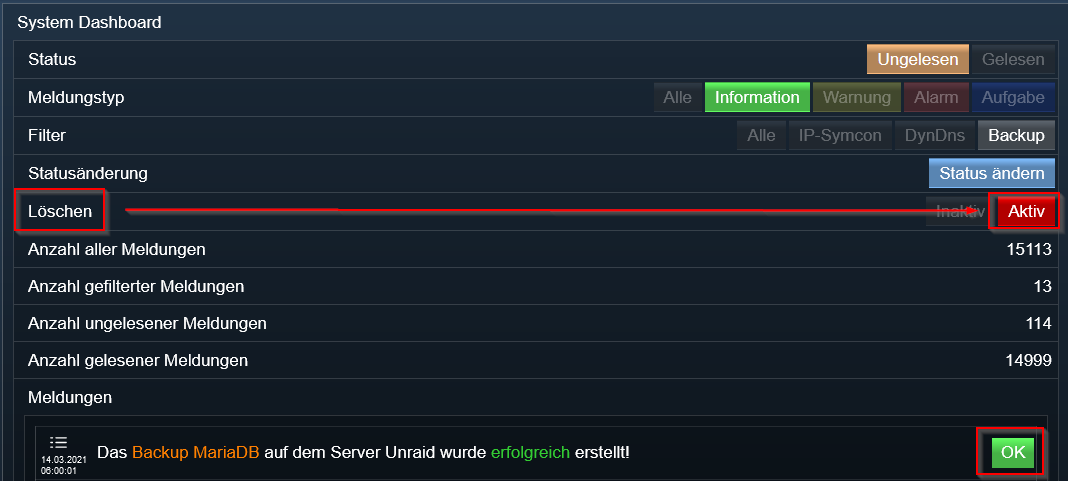 System Dashboard
Status Ungelesen Gelesen
Meldungstyp Alle Information Warnung Alarm Aufgabe
Filter Alle IP-Symcon DynDns Backup
Statusänderung Status ändern
Löschen Inaktiv Aktiv
Anzahl aller Meldungen 15113
Anzahl gefilterter Meldungen 13
Anzahl ungelesener Meldungen 114
Anzahl gelesener Meldungen 14999
Meldungen
Das Backup MariaDB auf dem Server Unraid wurde erfolgreich erstellt! OK
14.03.2021
06:00:01